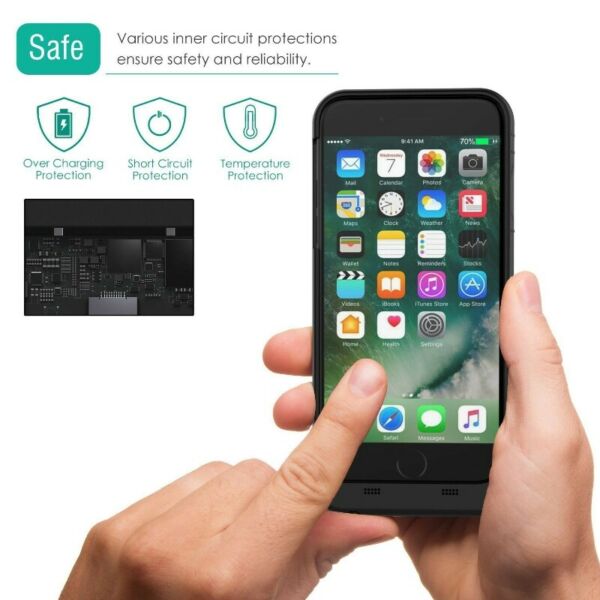 Safe
Various inner circuit protections
ensure safety and reliability.
Over Charging
Protection
Short Circuit
Protection
Temperature
Protection
9:41 AM
70%
Mail
Wednesday
7
Calendar
Photos
Camera
Maps
Clock
Weather
News
Wallet
Notes
Reminders
Stocks
Videos
iBooks
iTunes Store
App Store
Home
Health
Settings
Safari
Messages
Music